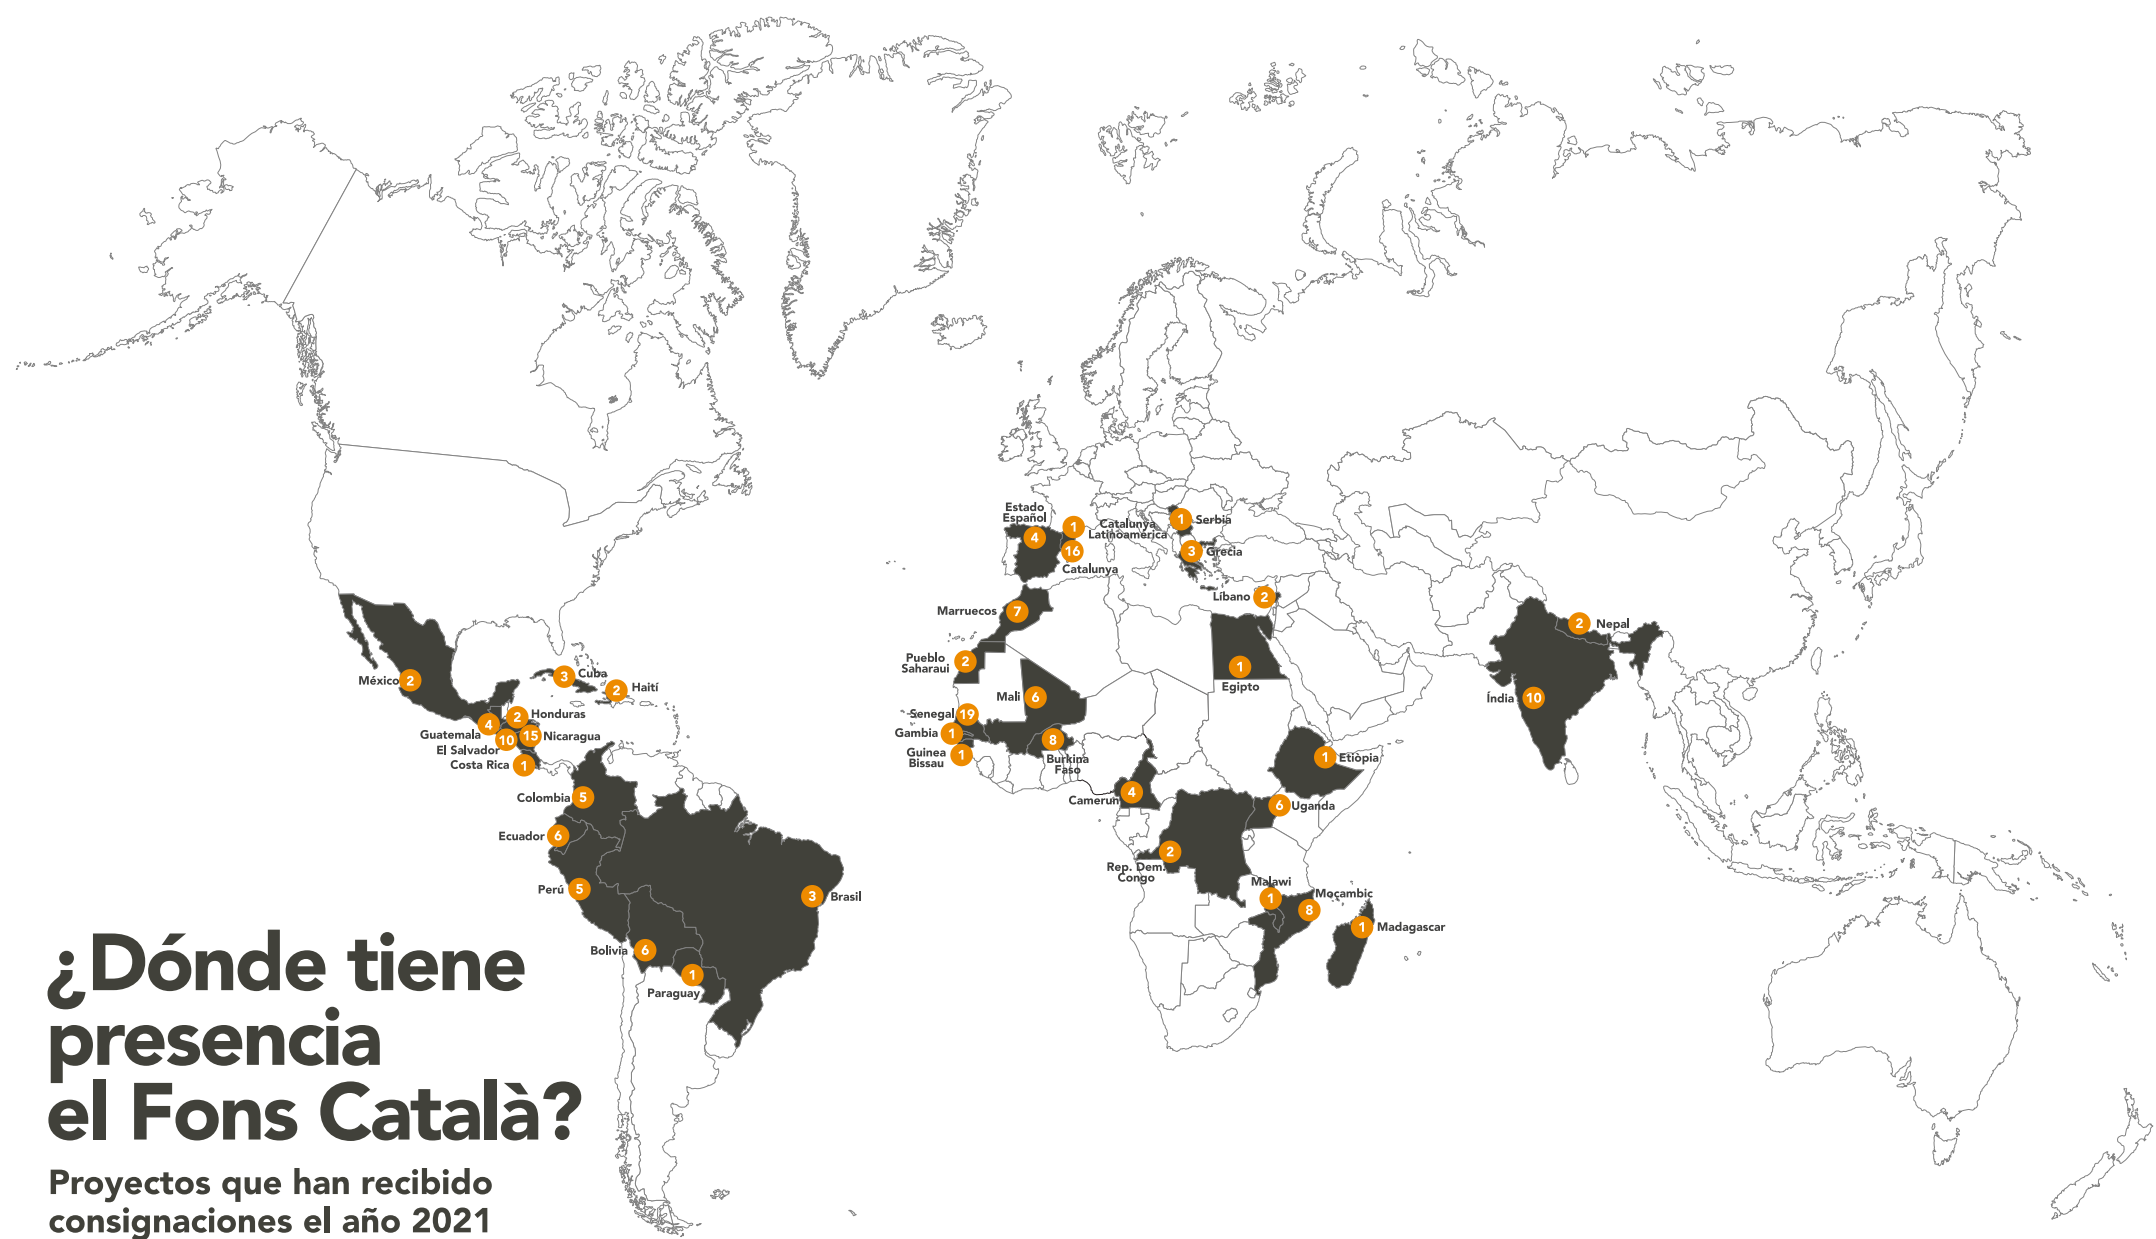 Estado
Español
4
1
Catalunya
Latinoamérica
16
Catalunya
1
Serbia
3
Grecia
Líbano
2
Marruecos
7
Pueblo
Saharaui
2
Mali
6
1
Egipto
Senegal
19
Gambia
1
Guinea
Bissau
1
8
Burkina
Faso
Camerun
4
1
Etiòpia
6
Uganda
2
Rep. Dem.
Congo
Malawi
1
Moçambic
8
1
Madagascar
2
Nepal
Índia
10
México
2
3
Cuba
2
Haití
2
Honduras
4
Guatemala
10
El Salvador
15
Nicaragua
Costa Rica
1
Colombia
5
Ecuador
6
Perú
5
3
Brasil
Bolivia
6
1
Paraguay
¿Dónde tiene
presencia
el Fons Català?
Proyectos que han recibido
consignaciones el año 2021